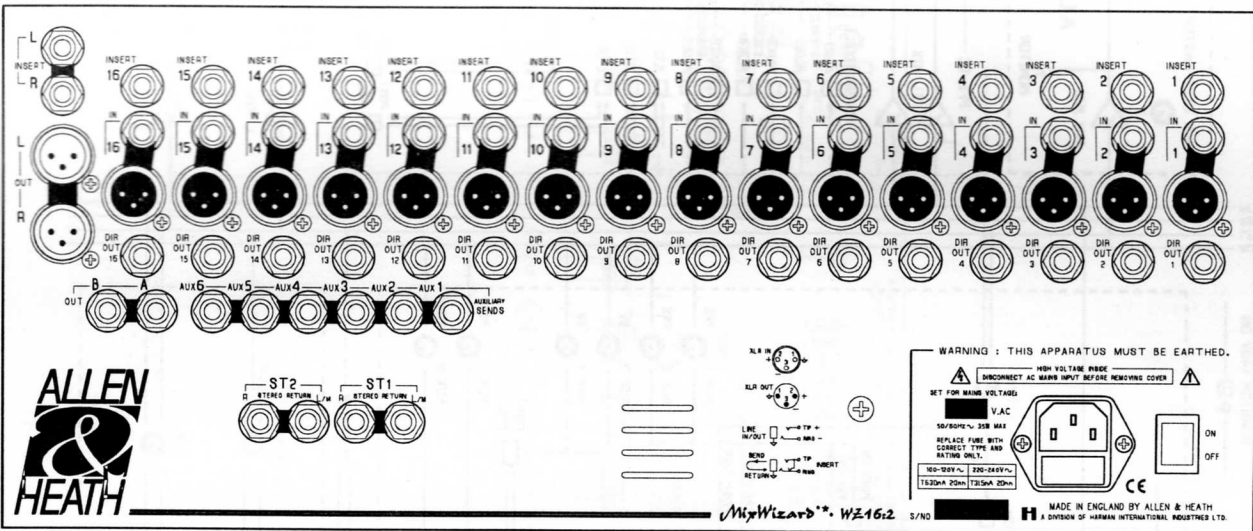 L
INSERT
R
INSERT 16
INSERT 15
INSERT 14
INSERT 13
INSERT 12
INSERT 11
INSERT 10
INSERT 9
INSERT 8
INSERT 7
INSERT 6
INSERT 5
INSERT 4
INSERT 3
INSERT 2
INSERT 1
L
OUT
R
IN 16
IN 15
IN 14
IN 13
IN 12
IN 11
IN 10
IN 9
IN 8
IN 7
IN 6
IN 5
IN 4
IN 3
IN 2
IN 1
DIR OUT 16
DIR OUT 15
DIR OUT 14
DIR OUT 13
DIR OUT 12
DIR OUT 11
DIR OUT 10
DIR OUT 9
DIR OUT 8
DIR OUT 7
DIR OUT 6
DIR OUT 5
DIR OUT 4
DIR OUT 3
DIR OUT 2
DIR OUT 1
OUT B A
AUX6 AUX5 AUX4 AUX3 AUX2 AUX1
AUXILIARY
SENDS
ALLEN
&
HEATH
ST2
R STEREO RETURN L/M
ST1
R STEREO RETURN L/M
XLR IN
2 1
3
+
−
XLR OUT
1 2
3
+
−
LINE
IN/OUT
TIP +
RING −
SEND
RETURN
TIP
RING
INSERT
WARNING : THIS APPARATUS MUST BE EARTHED.
HIGH VOLTAGE INSIDE
DISCONNECT AC MAINS INPUT BEFORE REMOVING COVER
SET FOR MAINS VOLTAGE:
V.AC
50/60Hz ~ 35W MAX
REPLACE FUSE WITH
CORRECT TYPE AND
RATING ONLY.
100-120V ~ 220-240V ~
T630mA 20mm T315mA 20mm
ON
OFF
CE
MixWizard WZ16:2
S/NO
H
MADE IN ENGLAND BY ALLEN & HEATH
A DIVISION OF HARMAN INTERNATIONAL INDUSTRIES LTD.